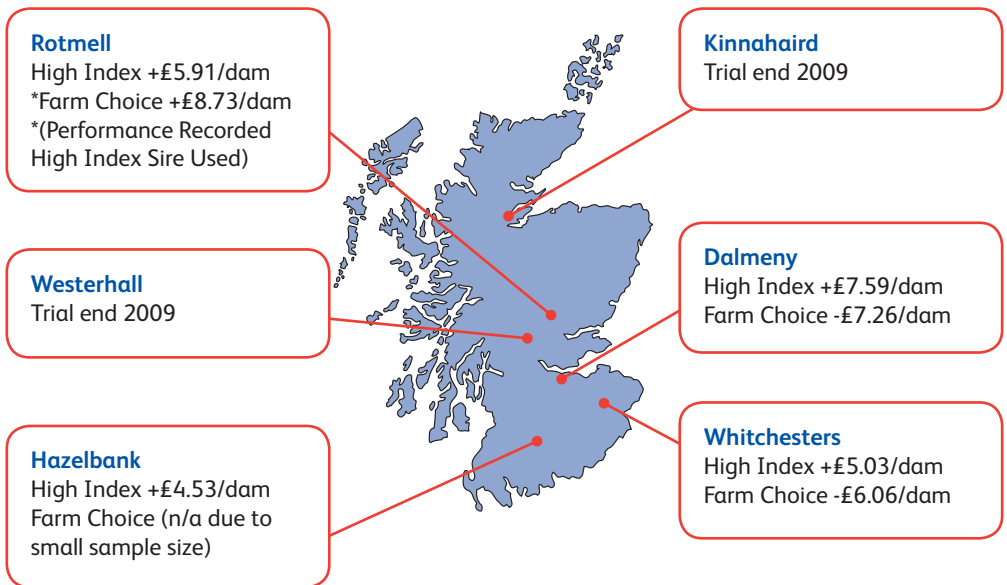 Rotmell
High Index +£5.91/dam
*Farm Choice +£8.73/dam
*(Performance Recorded
High Index Sire Used)
Kinnahaird
Trial end 2009
Westerhall
Trial end 2009
Dalmeny
High Index +£7.59/dam
Farm Choice -£7.26/dam
Hazelbank
High Index +£4.53/dam
Farm Choice (n/a due to
small sample size)
Whitchesters
High Index +£5.03/dam
Farm Choice -£6.06/dam